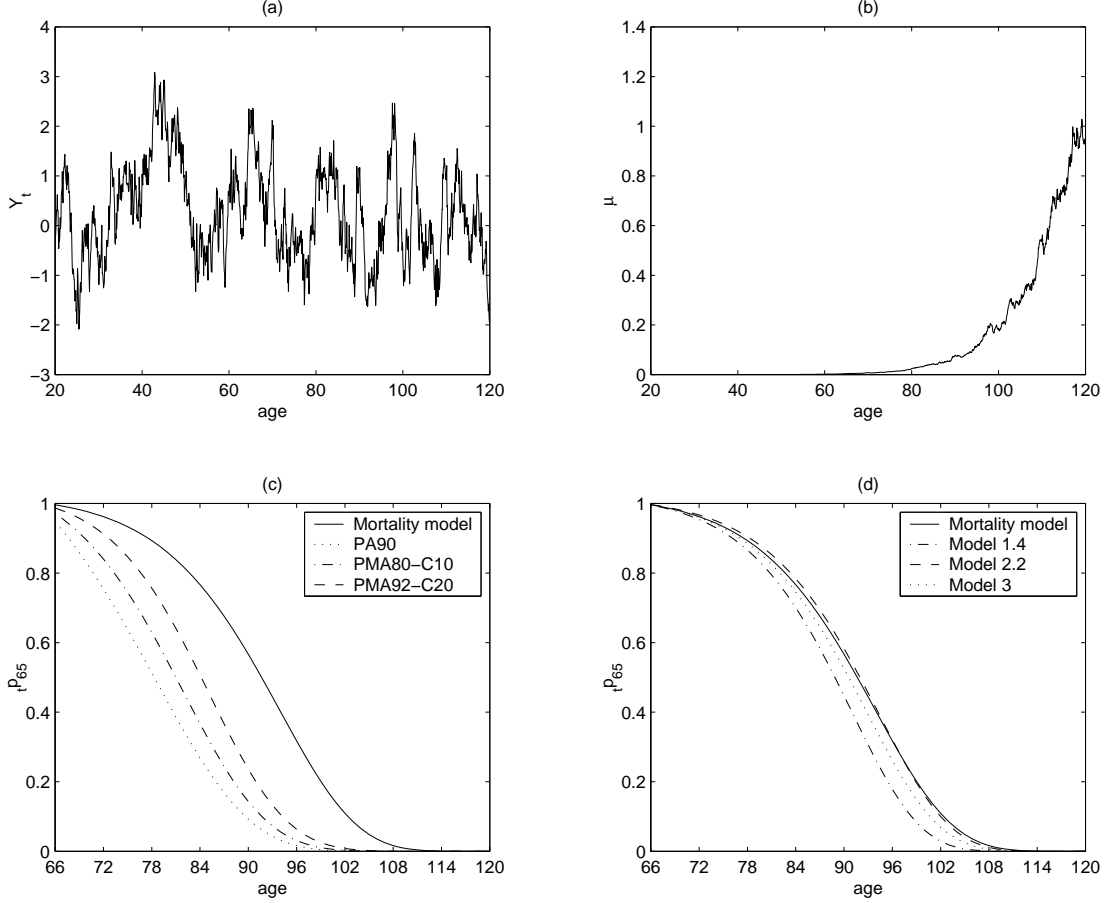 (a)
4
3
2
1
0
−1
−2
−3
Y_t
20 40 60 80 100 120
age
(b)
1.4
1.2
1
0.8
0.6
0.4
0.2
0
μ
20 40 60 80 100 120
age
(c)
1
0.8
0.6
0.4
0.2
0
_tp_65
Mortality model
PA90
PMA80−C10
PMA92−C20
66 72 78 84 90 96 102 108 114 120
age
(d)
1
0.8
0.6
0.4
0.2
0
_tp_65
Mortality model
Model 1.4
Model 2.2
Model 3
66 72 78 84 90 96 102 108 114 120
age